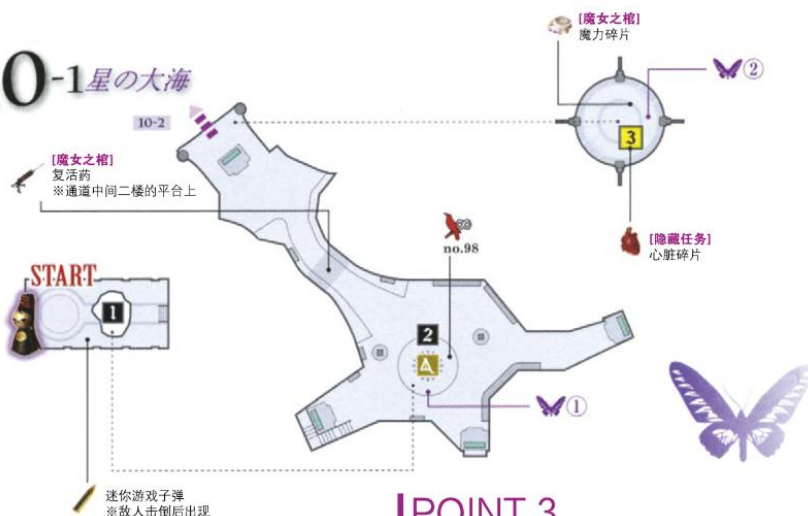 [魔女之棺]
魔力碎片
②
0-1星の大海
10-2
[魔女之棺]
复活药
※通道中间二楼的平台上
3
no.98
[隐藏任务]
心脏碎片
START
1
2
①
迷你游戏子弹
※敌人击倒后出现
POINT 3